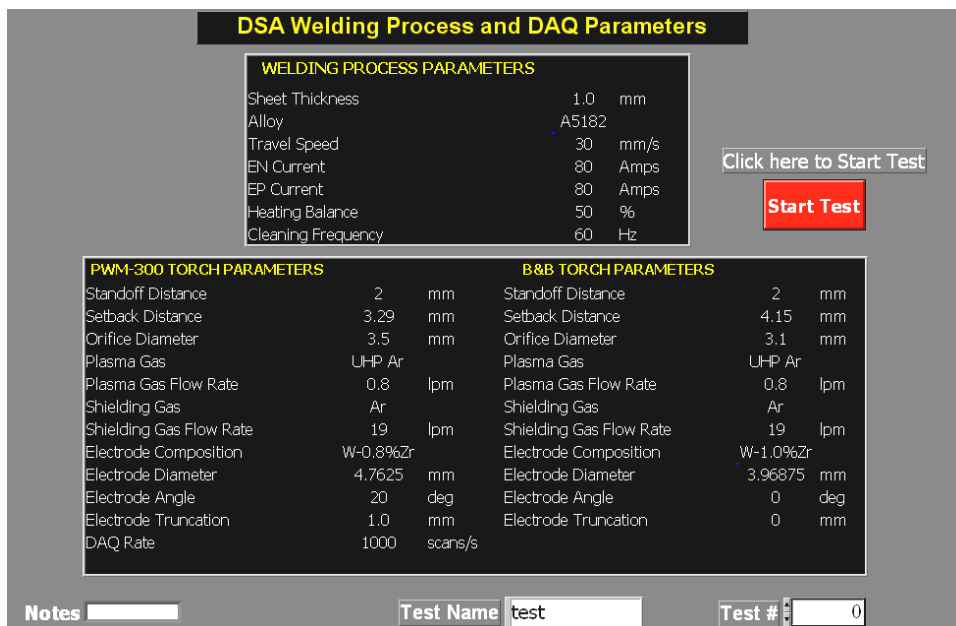 DSA Welding Process and DAQ Parameters
WELDING PROCESS PARAMETERS
Sheet Thickness 1.0 mm
Alloy A5182
Travel Speed 30 mm/s
EN Current 80 Amps
EP Current 80 Amps
Heating Balance 50 %
Cleaning Frequency 60 Hz
Click here to Start Test
Start Test
PWM-300 TORCH PARAMETERS
Standoff Distance 2 mm
Setback Distance 3.29 mm
Orifice Diameter 3.5 mm
Plasma Gas UHP Ar
Plasma Gas Flow Rate 0.8 lpm
Shielding Gas Ar
Shielding Gas Flow Rate 19 lpm
Electrode Composition W-0.8%Zr
Electrode Diameter 4.7625 mm
Electrode Angle 20 deg
Electrode Truncation 1.0 mm
DAQ Rate 1000 scans/s
B&B TORCH PARAMETERS
Standoff Distance 2 mm
Setback Distance 4.15 mm
Orifice Diameter 3.1 mm
Plasma Gas UHP Ar
Plasma Gas Flow Rate 0.8 lpm
Shielding Gas Ar
Shielding Gas Flow Rate 19 lpm
Electrode Composition W-1.0%Zr
Electrode Diameter 3.96875 mm
Electrode Angle 0 deg
Electrode Truncation 0 mm
Notes
Test Name test
Test # 0